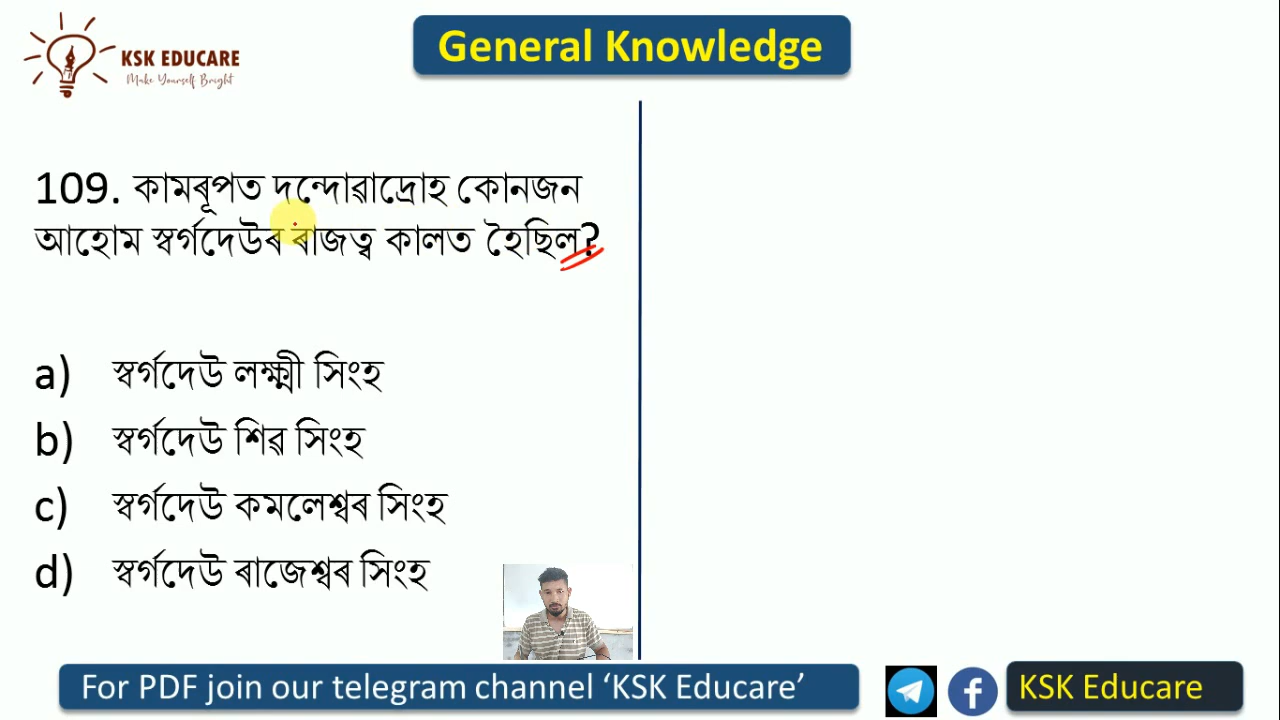 KSK EDUCARE
Make Yourself Bright
General Knowledge
109. কামৰূপত দন্দোৱাদ্ৰোহ কোনজন
আহোম স্বৰ্গদেউৰ ৰাজত্ব কালত হৈছিল?
a) স্বৰ্গদেউ লক্ষ্মী সিংহ
b) স্বৰ্গদেউ শিৱ সিংহ
c) স্বৰ্গদেউ কমলেশ্বৰ সিংহ
d) স্বৰ্গদেউ ৰাজেশ্বৰ সিংহ
For PDF join our telegram channel ‘KSK Educare’
KSK Educare